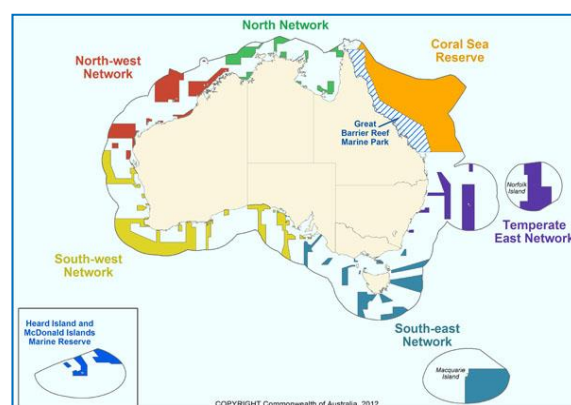 North Network
North-west
Network
Coral Sea
Reserve
Great
Barrier Reef
Marine Park
Norfolk
Island
Temperate
East Network
South-west
Network
Heard Island and
McDonald Islands
Marine Reserve
South-east
Network
Macquarie
Island
COPYRIGHT Commonwealth of Australia, 2012